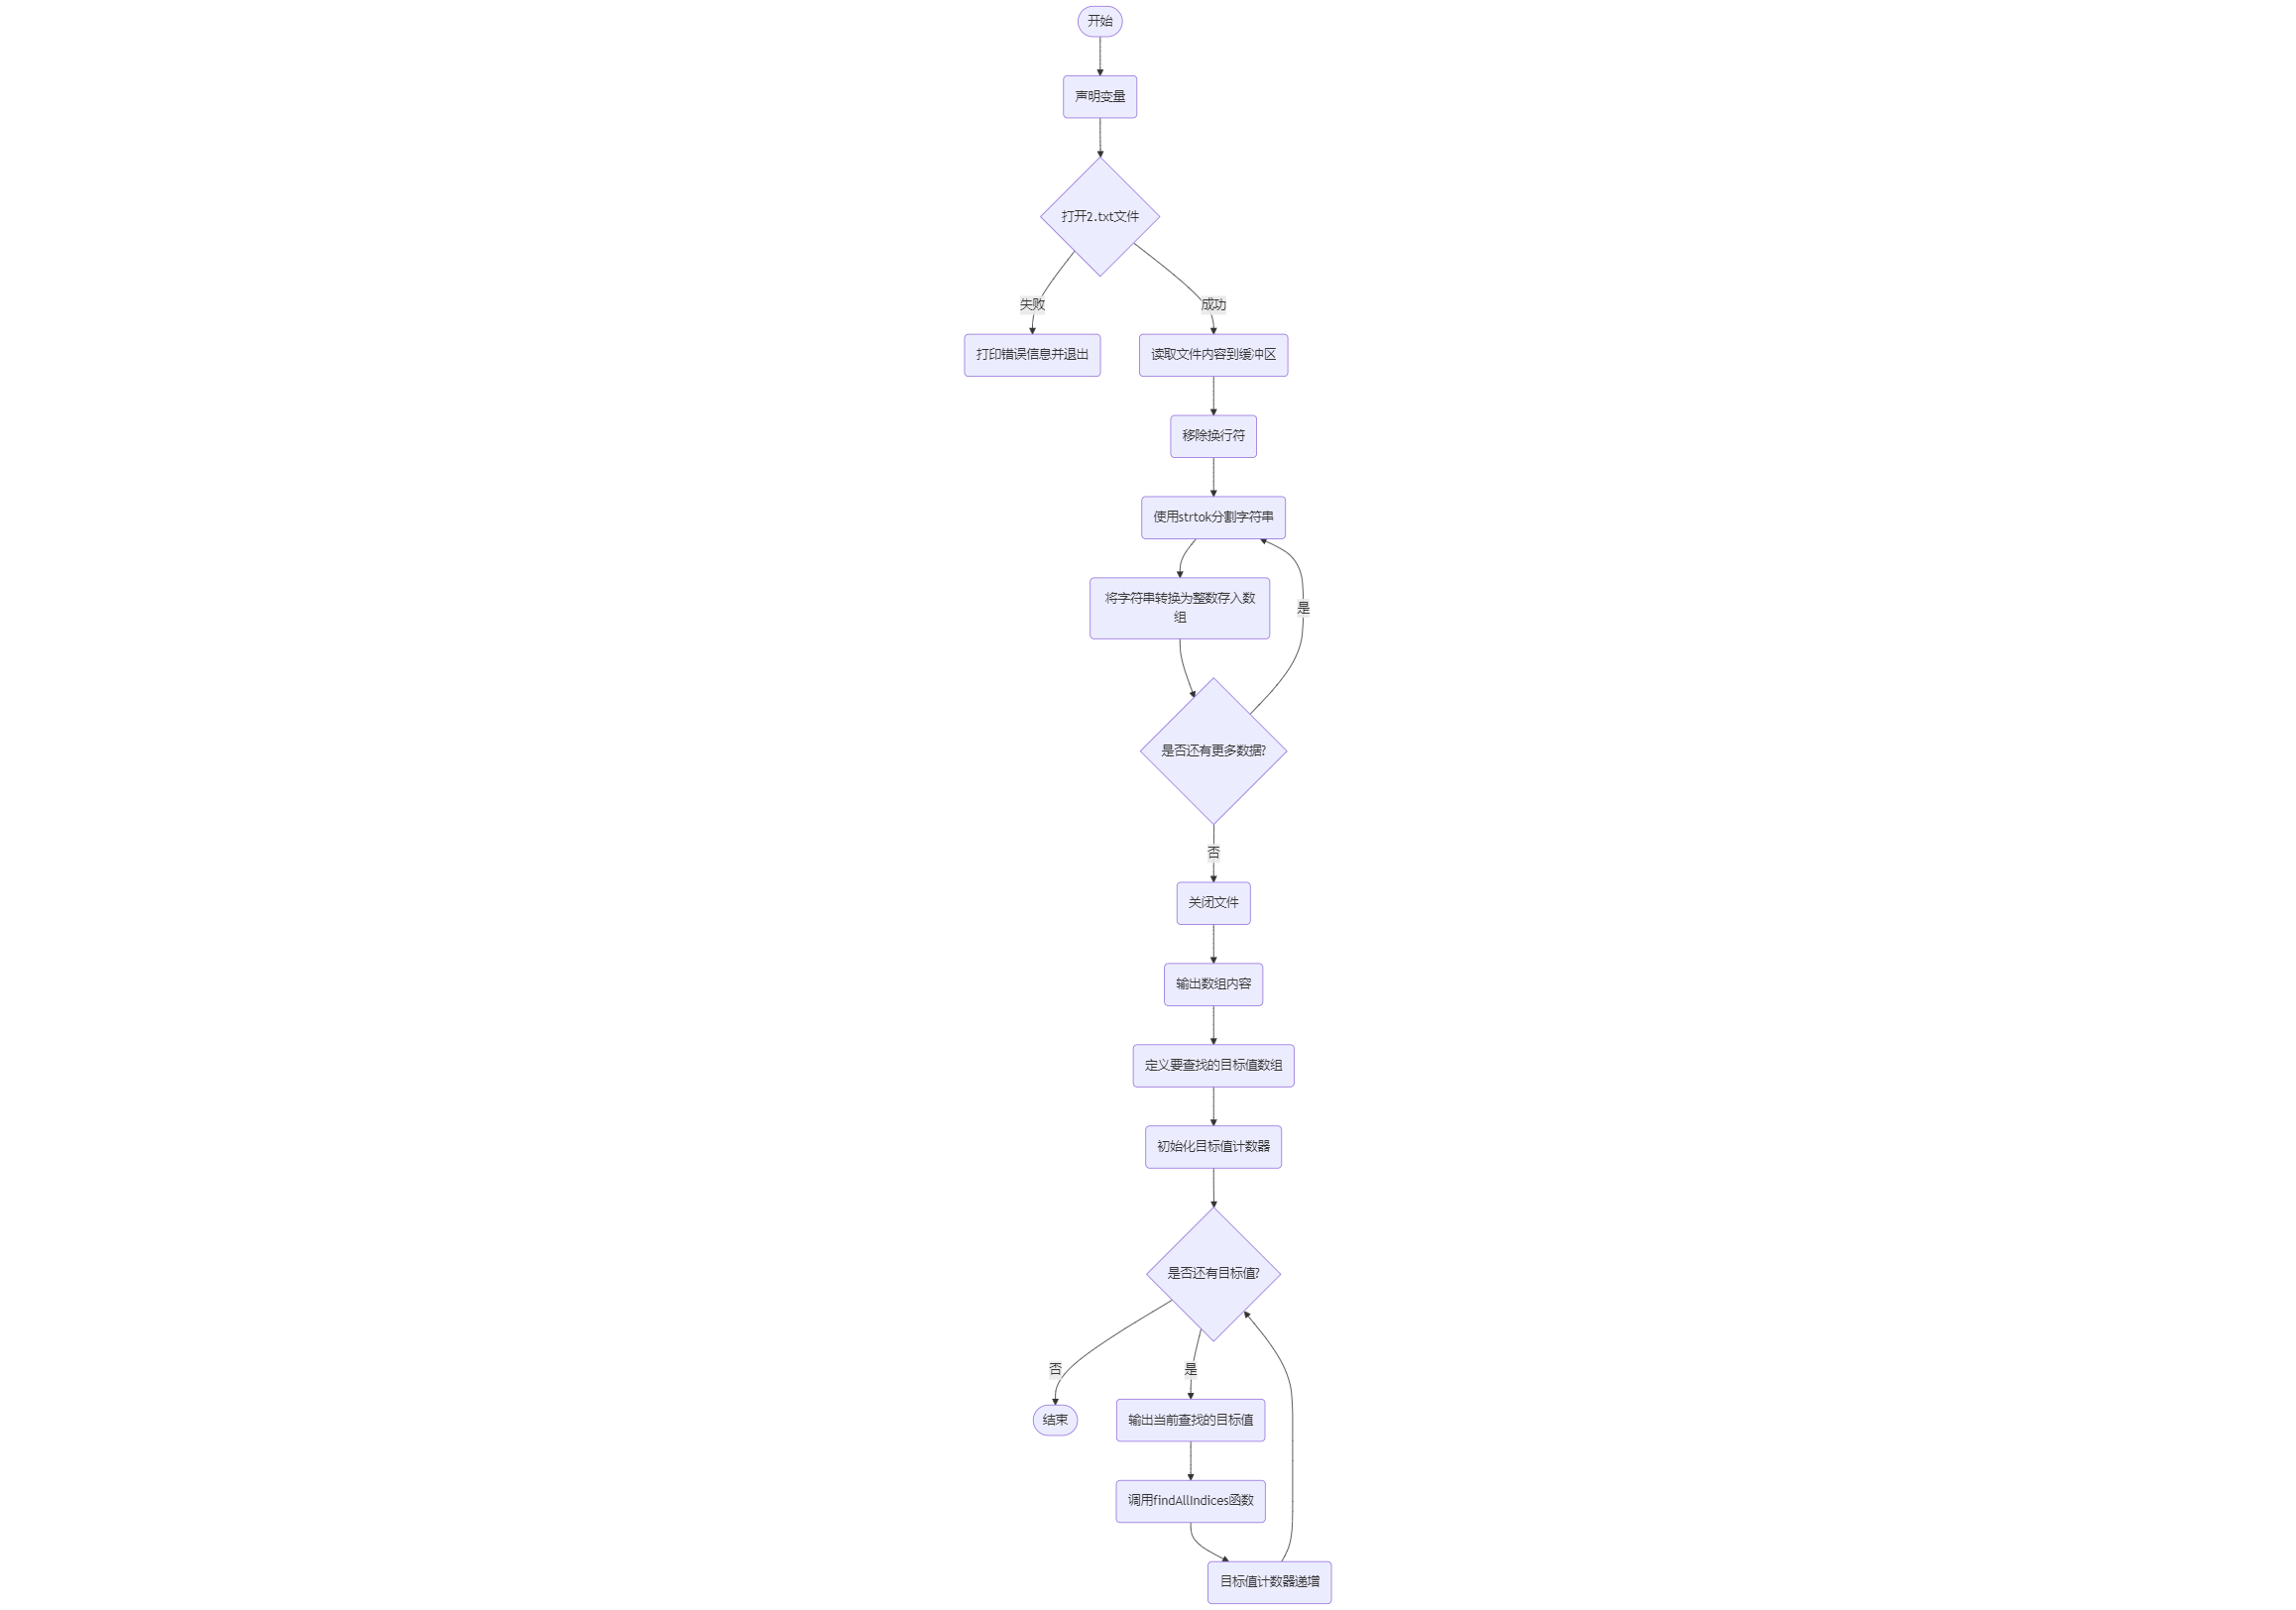 开始
声明变量
打开2.txt文件
失败
成功
打印错误信息并退出
读取文件内容到缓冲区
移除换行符
使用strtok分割字符串
将字符串转换为整数存入数
组
是
是否还有更多数据?
否
关闭文件
输出数组内容
定义要查找的目标值数组
初始化目标值计数器
是否还有目标值?
否
是
结束
输出当前查找的目标值
调用findAllIndices函数
目标值计数器递增